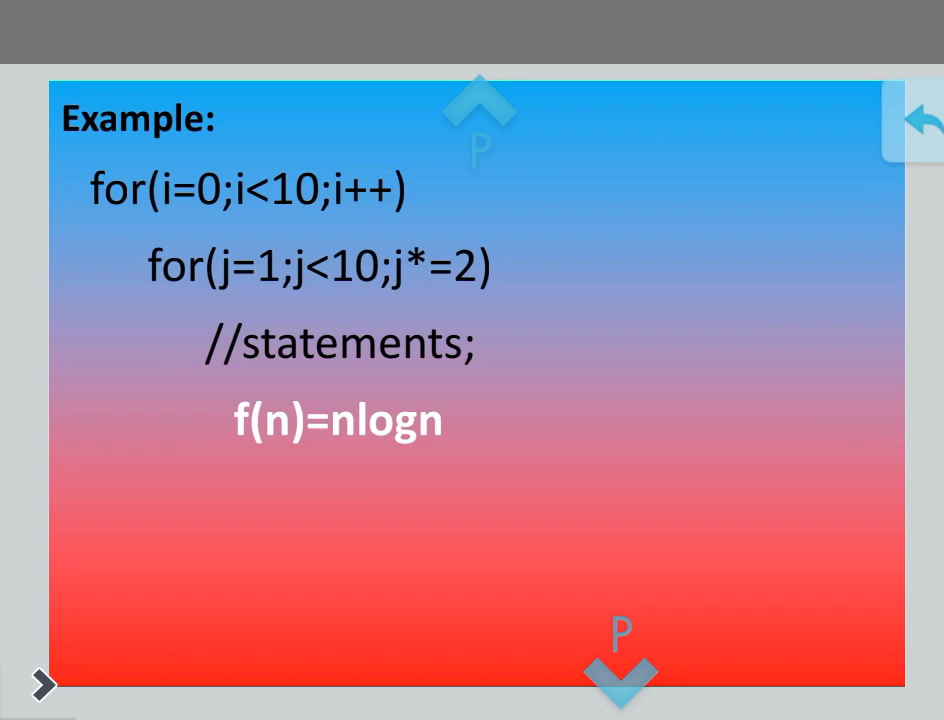 Example:
P
for(i=0;i<10;i++)
for(j=1;j<10;j*=2)
//statements;
f(n)=nlogn
P